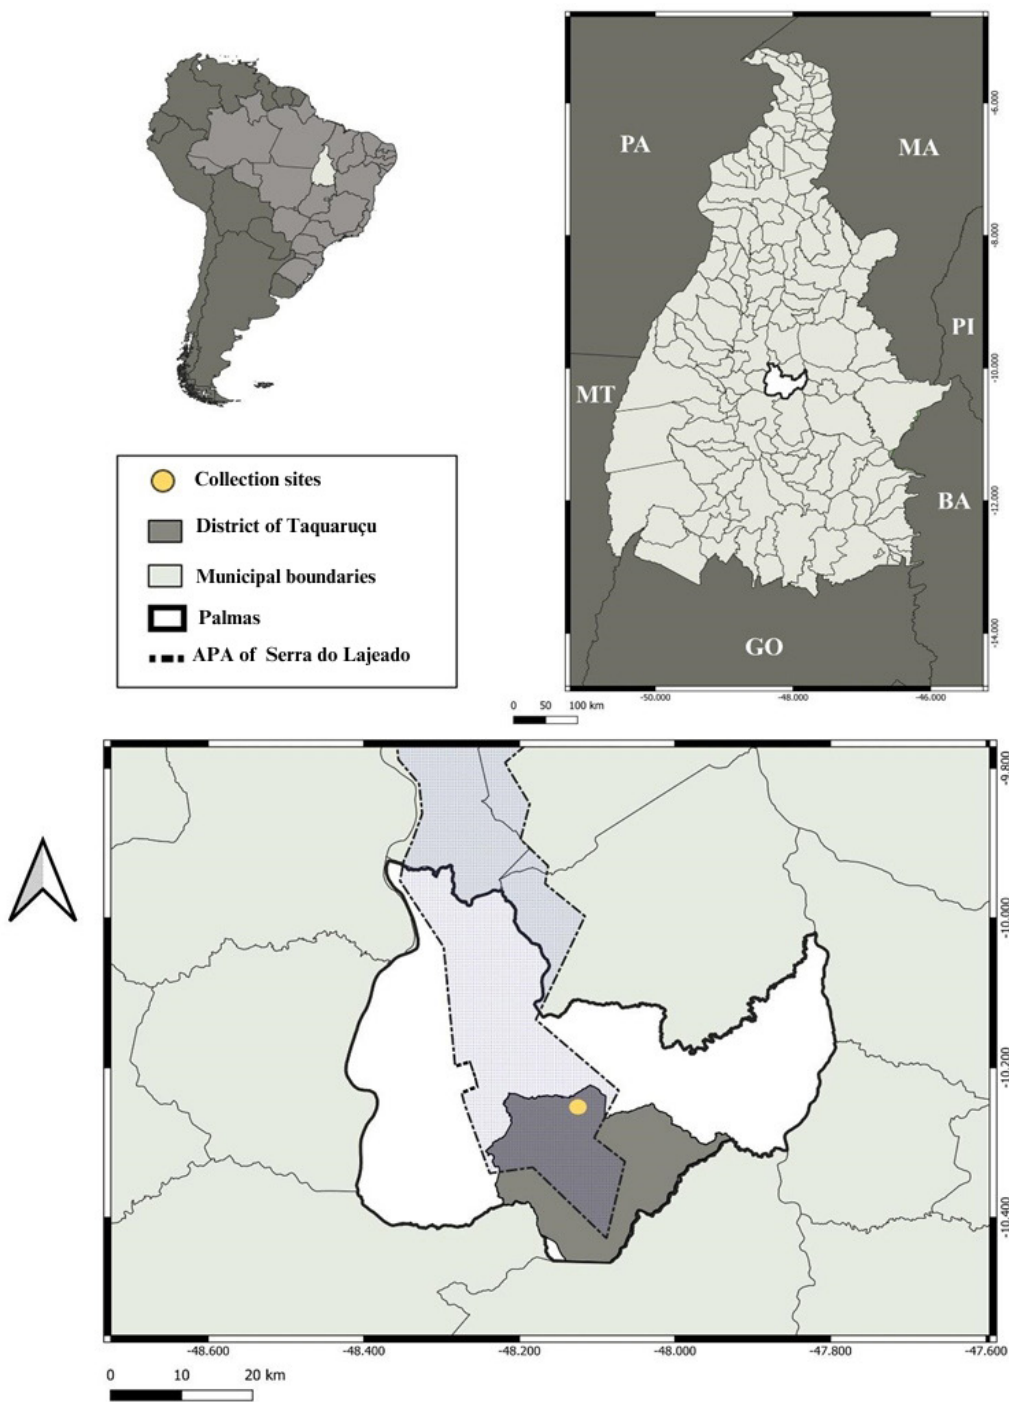 PA
MA
PI
MT
BA
GO
-6.000
-8.000
-10.000
-12.000
-14.000
-50.000
-48.000
-46.000
0 50 100 km
Collection sites
District of Taquaruçu
Municipal boundaries
Palmas
APA of Serra do Lajeado
-9.800
-10.000
-10.200
-10.400
-48.600
-48.400
-48.200
-48.000
-47.800
-47.600
0 10 20 km